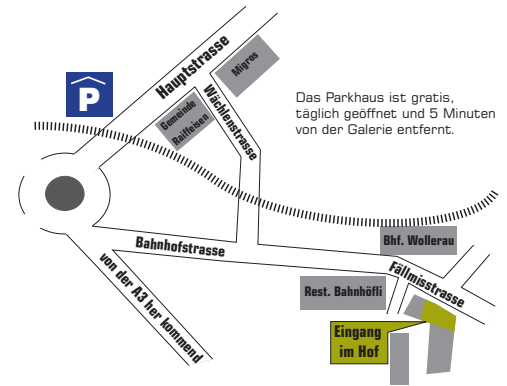 Hauptstrasse
Migros
P
Gemeinde
Raiffeisen
Wächlenstrasse
Das Parkhaus ist gratis,
täglich geöffnet und 5 Minuten
von der Galerie entfernt.
Bahnhofstrasse
Bhf. Wollerau
von der A3 her kommend
Fällmisstrasse
Rest. Bahnhöfli
Eingang
im Hof